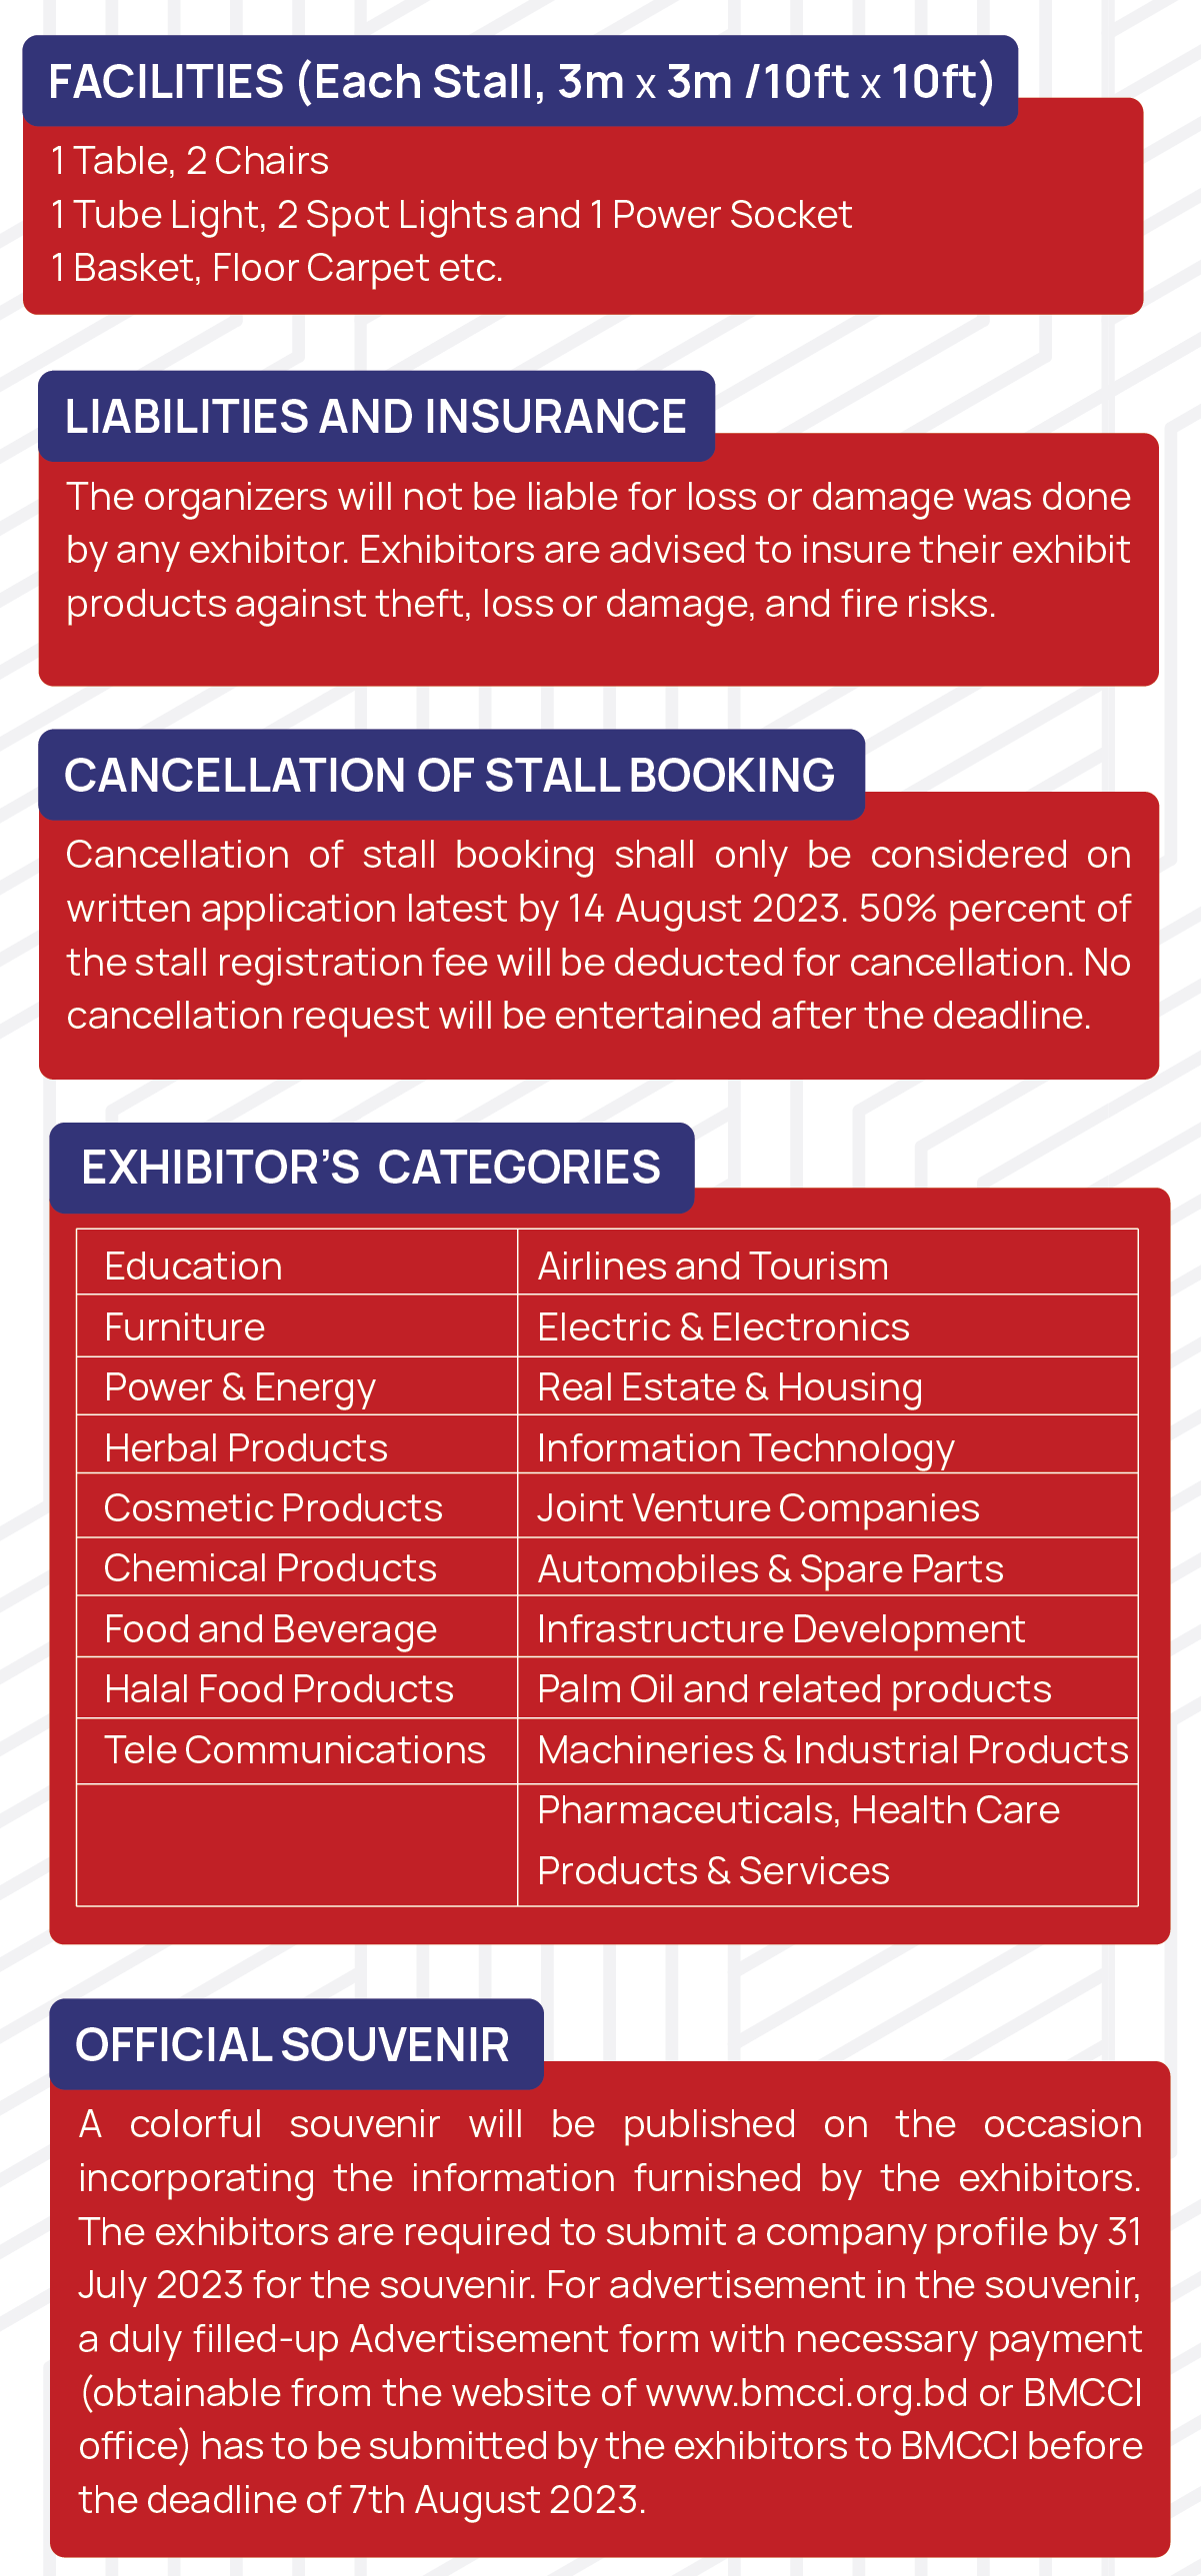 FACILITIES (Each Stall, 3m x 3m /10ft x 10ft)
1 Table, 2 Chairs
1 Tube Light, 2 Spot Lights and 1 Power Socket
1 Basket, Floor Carpet etc.
LIABILITIES AND INSURANCE
The organizers will not be liable for loss or damage was done
by any exhibitor. Exhibitors are advised to insure their exhibit
products against theft, loss or damage, and fire risks.
CANCELLATION OF STALL BOOKING
Cancellation of stall booking shall only be considered on
written application latest by 14 August 2023. 50% percent of
the stall registration fee will be deducted for cancellation. No
cancellation request will be entertained after the deadline.
EXHIBITOR’S CATEGORIES
Education Airlines and Tourism
Furniture Electric & Electronics
Power & Energy Real Estate & Housing
Herbal Products Information Technology
Cosmetic Products Joint Venture Companies
Chemical Products Automobiles & Spare Parts
Food and Beverage Infrastructure Development
Halal Food Products Palm Oil and related products
Tele Communications Machineries & Industrial Products
Pharmaceuticals, Health Care
Products & Services
OFFICIAL SOUVENIR
A colorful souvenir will be published on the occasion
incorporating the information furnished by the exhibitors.
The exhibitors are required to submit a company profile by 31
July 2023 for the souvenir. For advertisement in the souvenir,
a duly filled-up Advertisement form with necessary payment
(obtainable from the website of www.bmcci.org.bd or BMCCI
office) has to be submitted by the exhibitors to BMCCI before
the deadline of 7th August 2023.